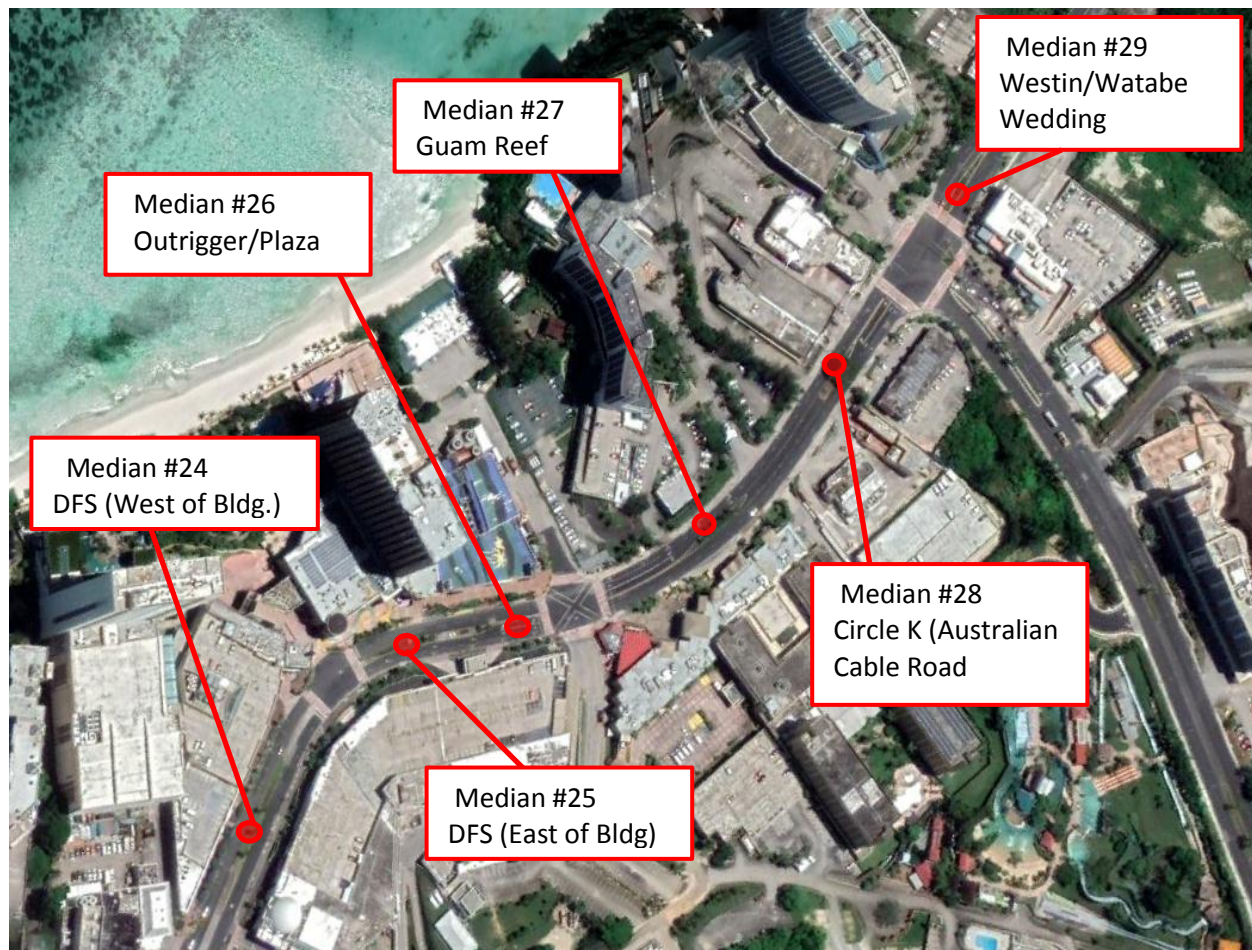 Median #29
Westin/Watabe
Wedding
Median #27
Guam Reef
Median #26
Outrigger/Plaza
Median #24
DFS (West of Bldg.)
Median #28
Circle K (Australian
Cable Road
Median #25
DFS (East of Bldg)